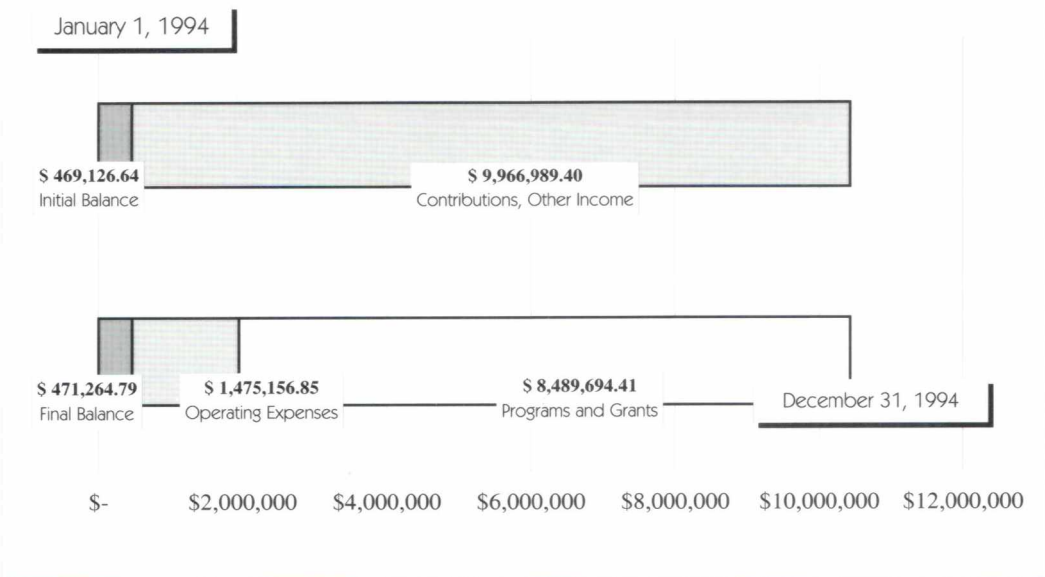 January 1, 1994
$ 469,126.64
Initial Balance
$ 9,966,989.40
Contributions, Other Income
$ 471,264.79
Final Balance
$ 1,475,156.85
Operating Expenses
$ 8,489,694.41
Programs and Grants
December 31, 1994
$- $2,000,000 $4,000,000 $6,000,000 $8,000,000 $10,000,000 $12,000,000